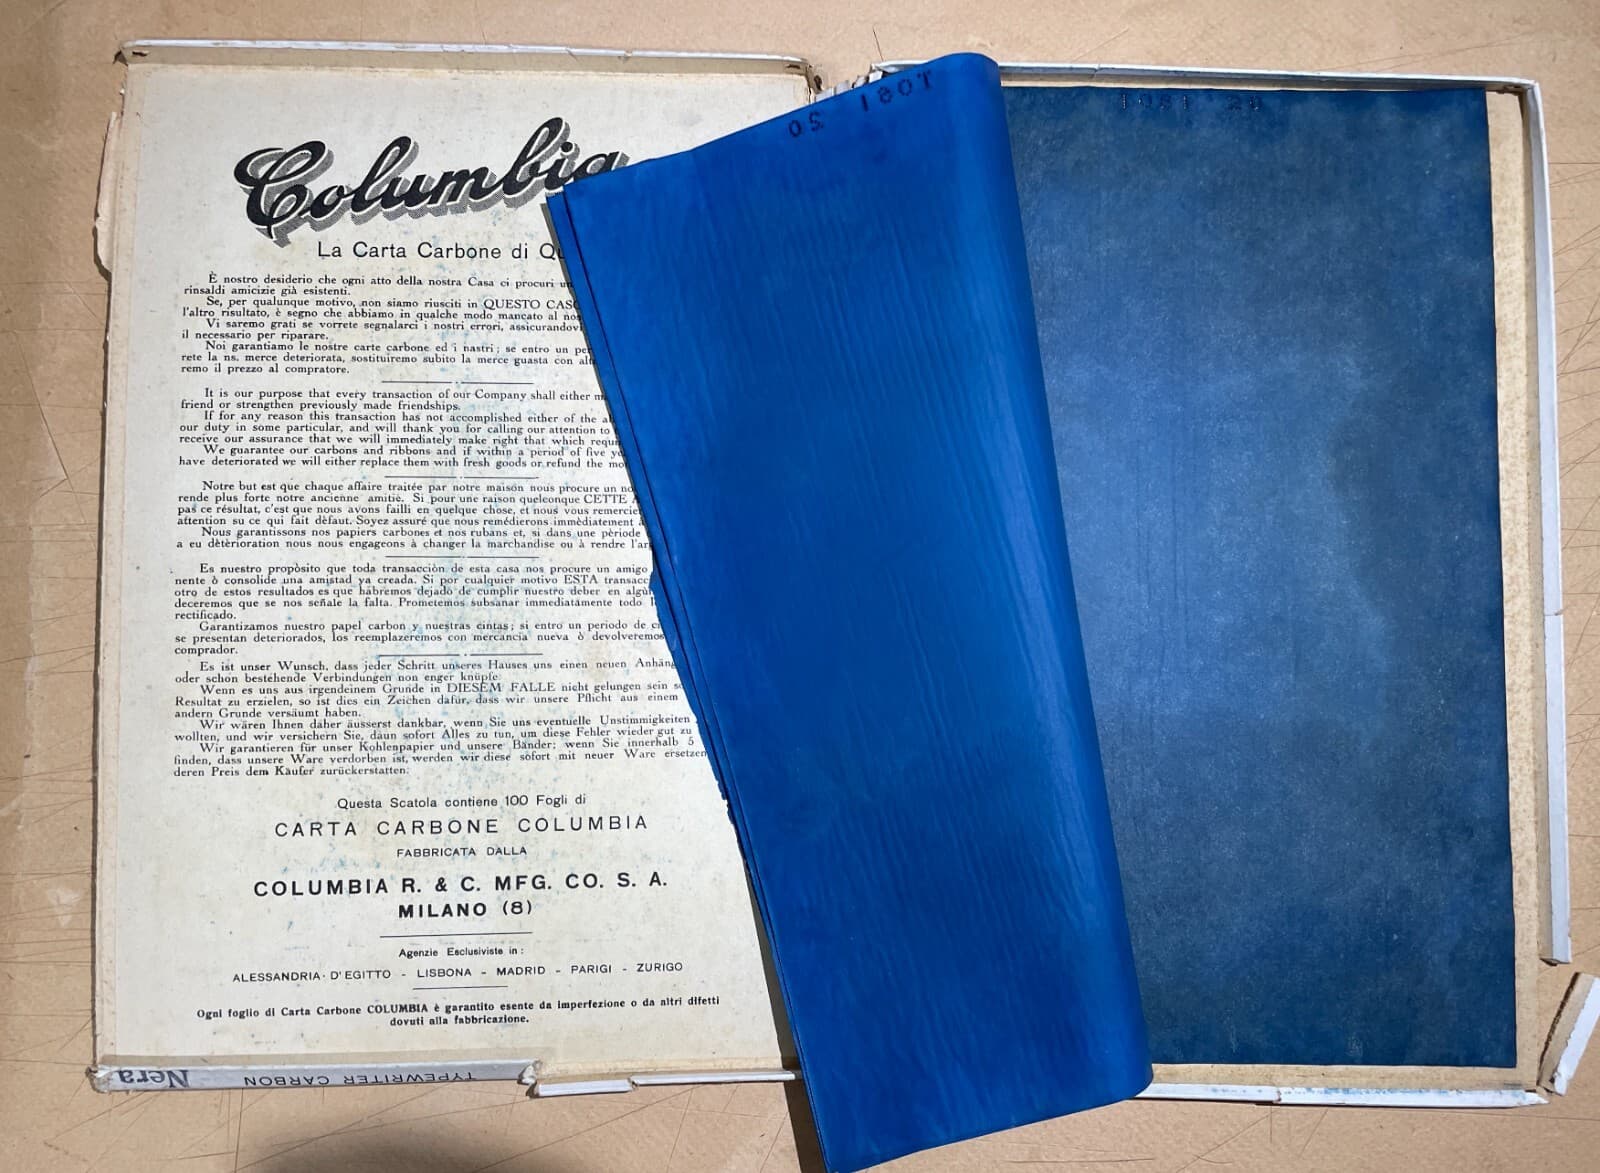 Columbia
La Carta Carbone di
È nostro desiderio che ogni atto della nostra Casa ci procuri
rinsaldi amicizie già esistenti.
Se, per qualunque motivo, non siamo riusciti in QUESTO CASO
l'altro risultato, è segno che abbiamo in qualche modo mancato al
Vi saremo grati se vorrete segnalarci i nostri errori, assicurandovi
il necessario per riparare.
Noi garantiamo le nostre carte carbone ed i nastri; se entro un
rete la ns. merce deteriorata, sostituiremo subito la merce guasta con
remo il prezzo al compratore.
It is our purpose that every transaction of our Company shall either
friend or strengthen previously made friendships.
If for any reason this transaction has not accomplished either of the
our duty in some particular, and will thank you for calling our attention to
receive our assurance that we will immediately make right that which
We guarantee our carbons and ribbons and if within a period of five
have deteriorated we will either replace them with fresh goods or refund the
Notre but est que chaque affaire traitée par notre maison nous procure un
rende plus forte notre ancienne amitiè. Si pour une raison quelconque CETTE
pas ce résultat, c'est que nous avons failli en quelque chose, et nous vous
attention su ce qui fait dèfaut. Soyez assuré que nous remédierons immèdiatement
Nous garantissons nos papiers carbones et nos rubans et, si dans une pèriode
a eu dètèrioration nous nous engageons à changer la marchandise ou à rendre
Es nuestro propòsito que toda transacciòn de esta casa nos procure un amigo
nente ò consolide una amistad ya creada. Si por cualquier motivo ESTA
otro de estos resultados es que habremos dejado de cumplir nuestro deber en
deceremos que se nos señale la falta. Prometemos subsanar immediatamente todo
rectificado.
Garantizamos nuestro papel carbon y nuestras cintas; si entro un periodo de
se presentan deteriorados, los reemplazeremos con mercancia nueva ò devolveremos
comprador.
Es ist unser Wunsch, dass jeder Schritt unseres Hauses uns einen neuen
oder schon bestehende Verbindungen non enger knüpfe.
Wenn es uns aus irgendeinem Grunde in DIESEM FALLE nicht gelungen sein
Resultat zu erzielen, so ist dies ein Zeichen dafür, dass wir unsere Pflicht aus einem
andern Grunde versäumt haben.
Wir wären Ihnen daher äusserst dankbar, wenn Sie uns eventuelle Unstimmigkeiten
wollten, und wir versichern Sie, daun sofort Alles zu tun, um diese Fehler wieder gut zu
Wir garantieren für unser Kohlenpapier und unsere Bänder; wenn Sie innerhalb 5
finden, dass unsere Ware verdorben ist, werden wir diese sofort mit neuer Ware ersetzen
deren Preis dem Käufer zurückerstatten.
Questa Scatola contiene 100 Fogli di
CARTA CARBONE COLUMBIA
FABBRICATA DALLA
COLUMBIA R. & C. MFG. CO. S. A.
MILANO (8)
Agenzie Esclusiviste in:
ALESSANDRIA D'EGITTO - LISBONA - MADRID - PARIGI - ZURIGO
Ogni foglio di Carta Carbone COLUMBIA è garantito esente da imperfezione o da altri difetti
dovuti alla fabbricazione.
TYPEWRITER CARBON Nera